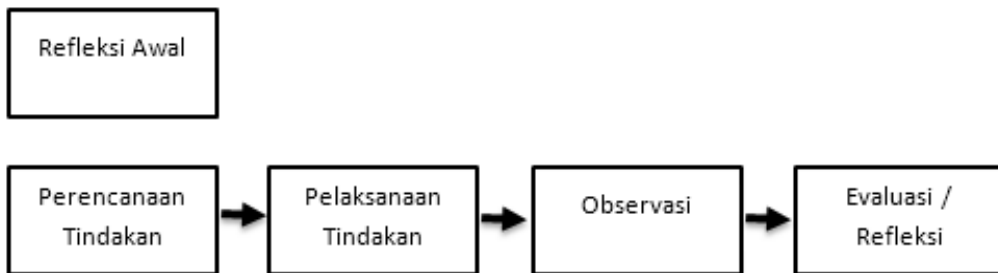 Refleksi Awal
Perencanaan
Tindakan
Pelaksanaan
Tindakan
Observasi
Evaluasi /
Refleksi